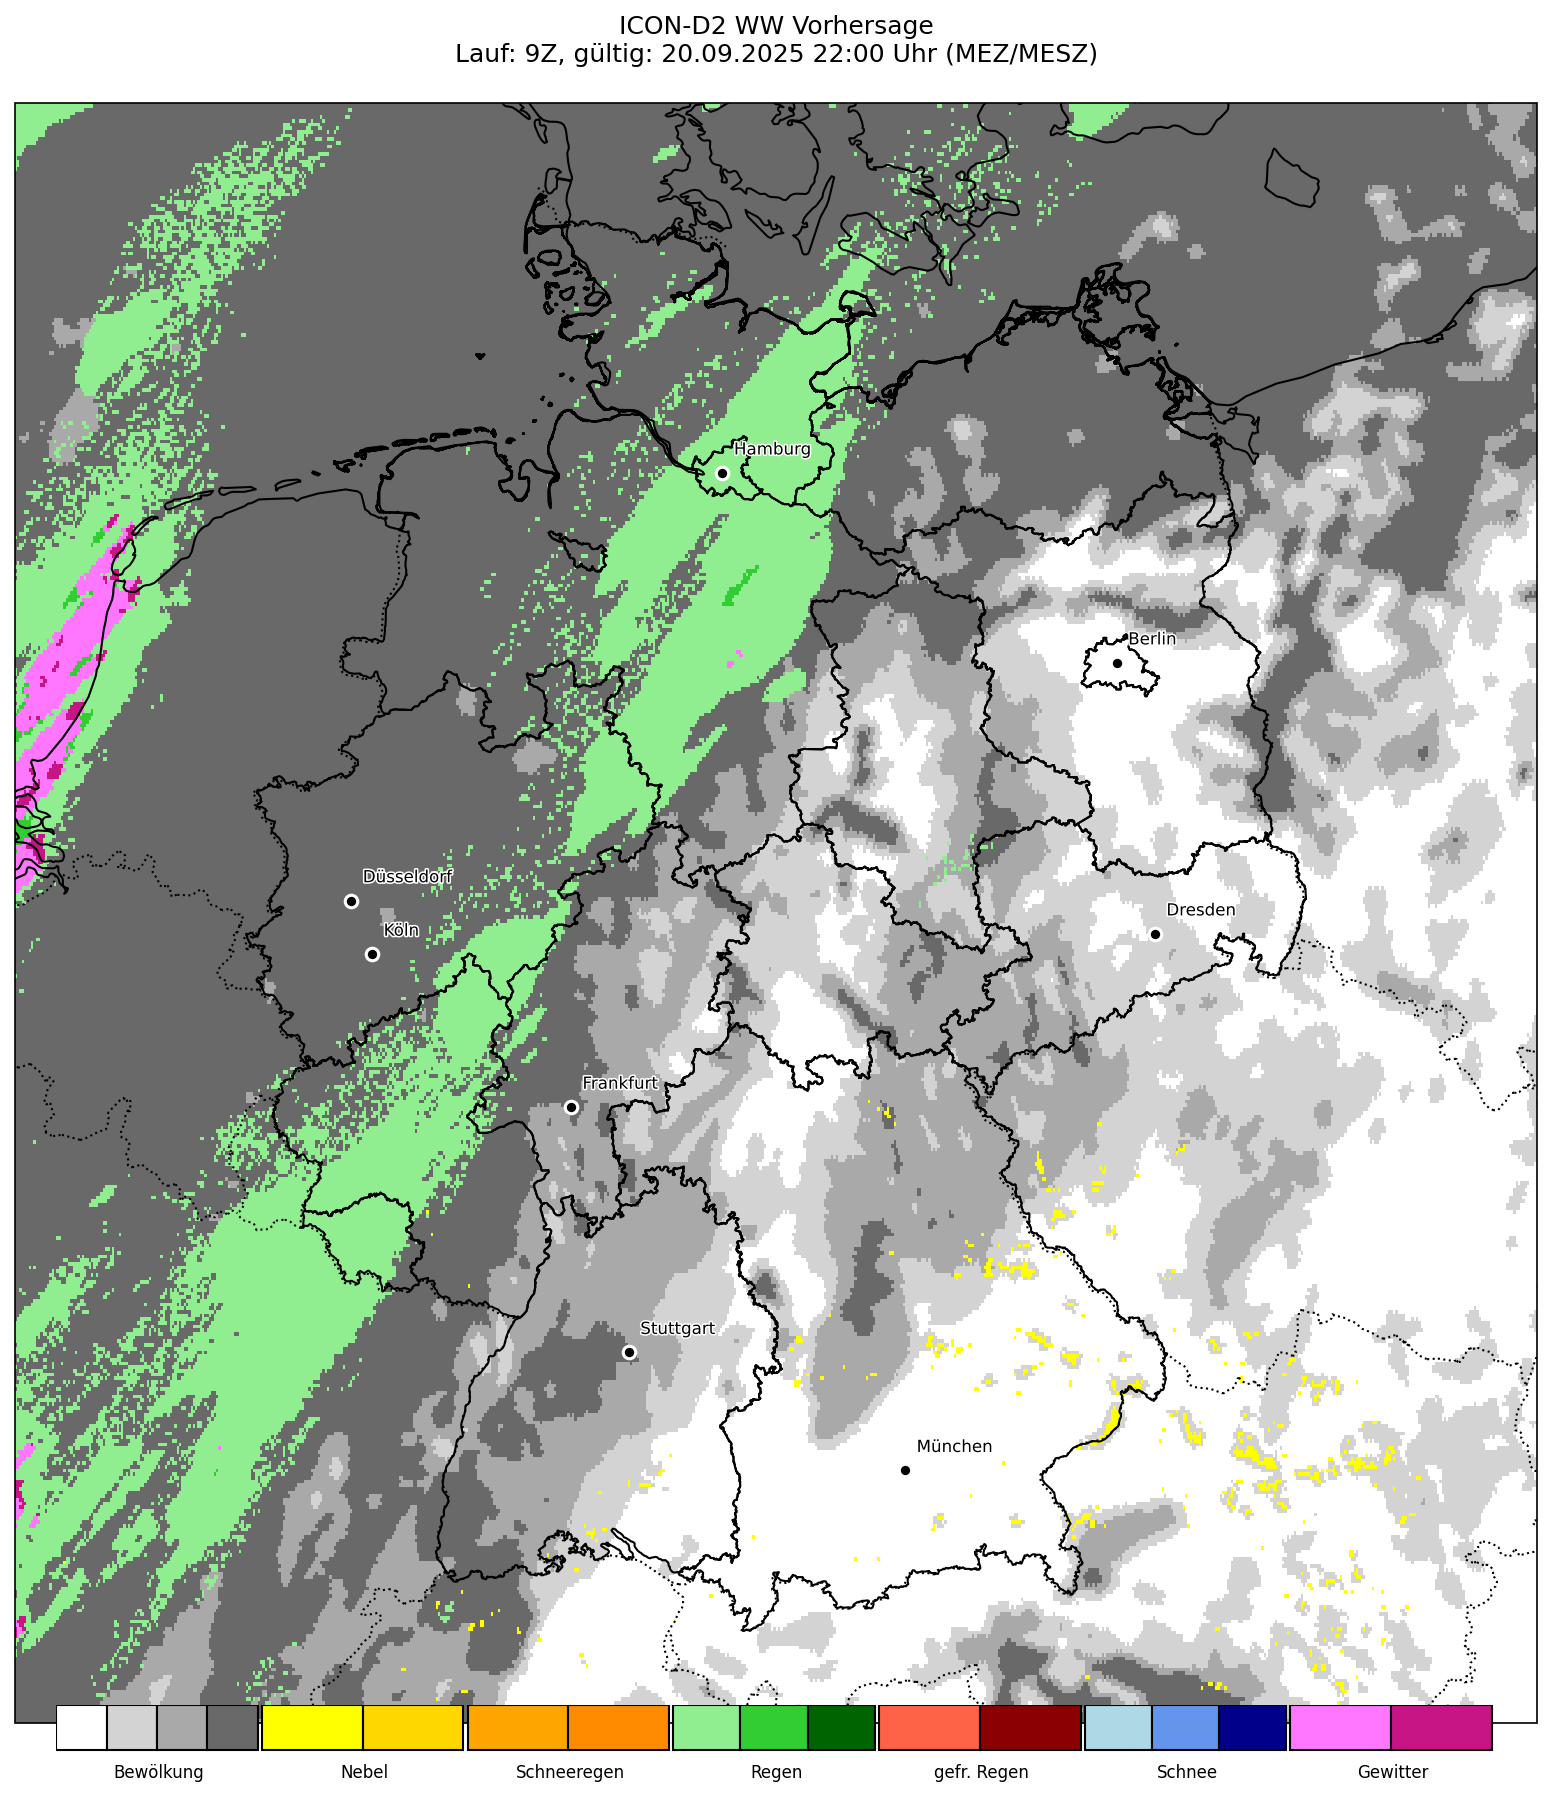 ICON-D2 WW Vorhersage
Lauf: 9Z, gültig: 20.09.2025 22:00 Uhr (MEZ/MESZ)
Hamburg
Berlin
Düsseldorf
Dresden
Köln
Frankfurt
Stuttgart
München
Bewölkung
Nebel
Schneeregen
Regen
gefr. Regen
Schnee
Gewitter